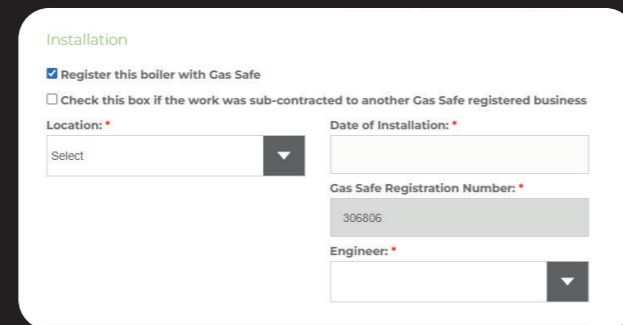 Installation
Register this boiler with Gas Safe
Check this box if the work was sub-contracted to another Gas Safe registered business
Location: *
Select
Date of Installation: *
Gas Safe Registration Number: *
306806
Engineer: *